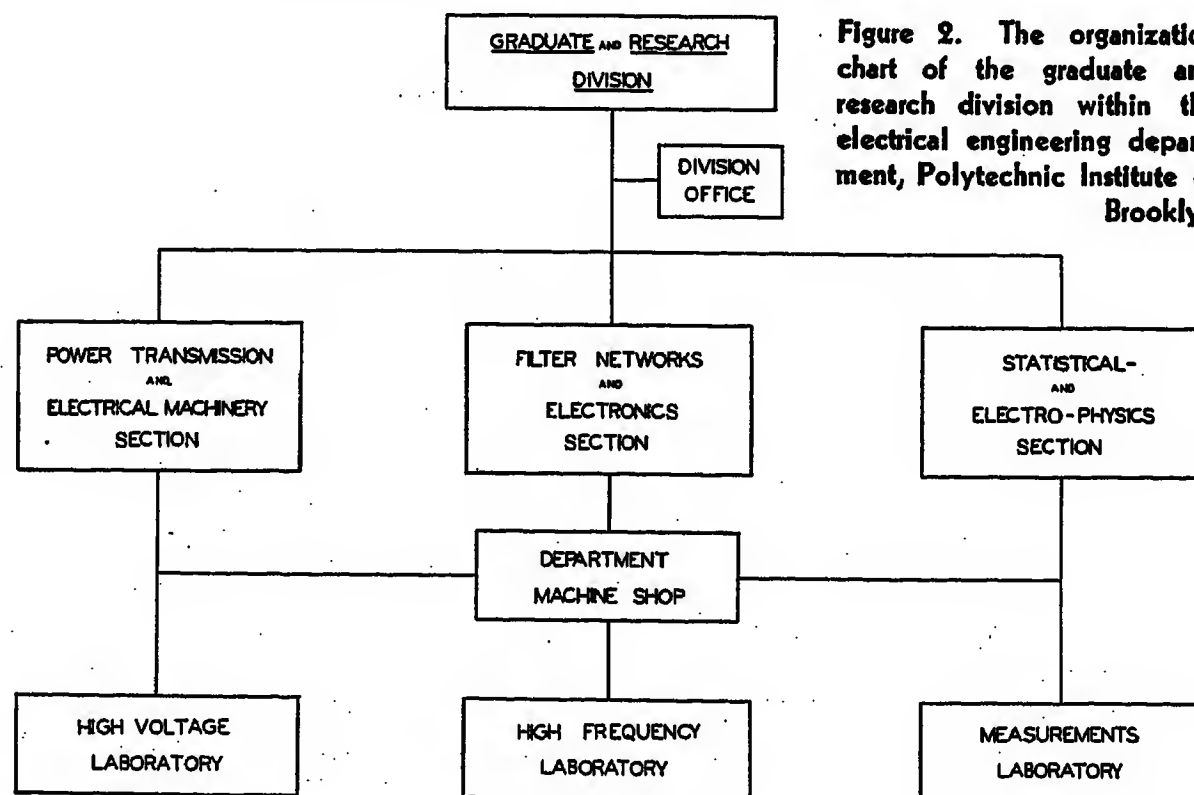 GRADUATE AND RESEARCH
DIVISION
Figure 2. The organizatio
chart of the graduate an
research division within th
electrical engineering depar
ment, Polytechnic Institute
Brookly
DIVISION
OFFICE
POWER TRANSMISSION
AND
ELECTRICAL MACHINERY
SECTION
FILTER NETWORKS
AND
ELECTRONICS
SECTION
STATISTICAL-
AND
ELECTRO-PHYSICS
SECTION
DEPARTMENT
MACHINE SHOP
HIGH VOLTAGE
LABORATORY
HIGH FREQUENCY
LABORATORY
MEASUREMENTS
LABORATORY